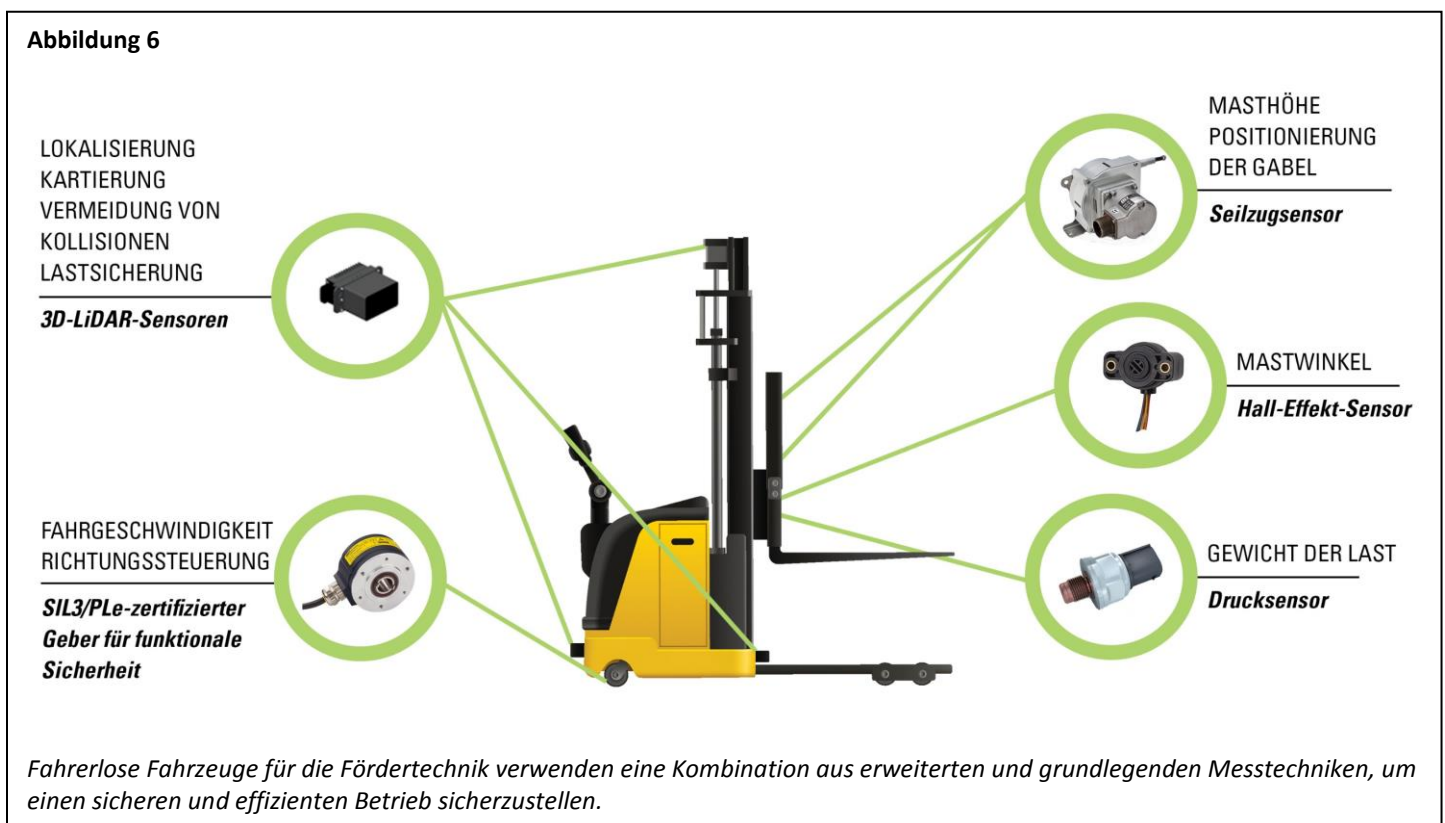 Abbildung 6
LOKALISIERUNG
KARTIERUNG
VERMEIDUNG VON
KOLLISIONEN
LASTSICHERUNG
3D-LiDAR-Sensoren
FAHRGESCHWINDIGKEIT
RICHTUNGSSTEUERUNG
SIL3/PLe-zertifizierter
Geber für funktionale
Sicherheit
MASTHÖHE
POSITIONIERUNG
DER GABEL
Seilzugsensor
MASTWINKEL
Hall-Effekt-Sensor
GEWICHT DER LAST
Drucksensor
Fahrerlose Fahrzeuge für die Fördertechnik verwenden eine Kombination aus erweiterten und grundlegenden Messtechniken, um
einen sicheren und effizienten Betrieb sicherzustellen.